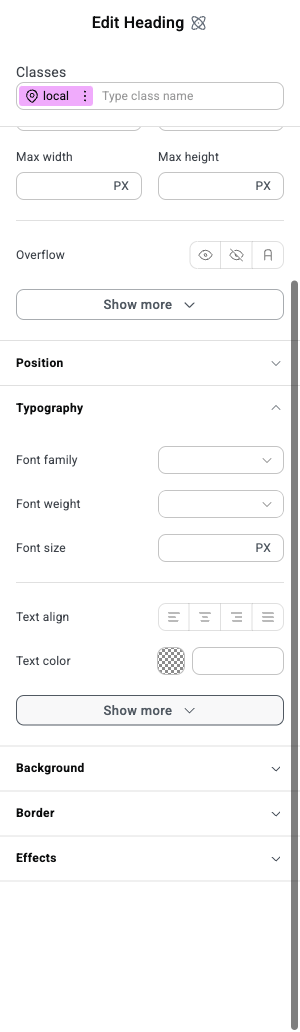 Edit Heading
Classes
local Type class name
Max width Max height
PX PX
Overflow
Show more
Position
Typography
Font family
Font weight
Font size PX
Text align
Text color
Show more
Background
Border
Effects